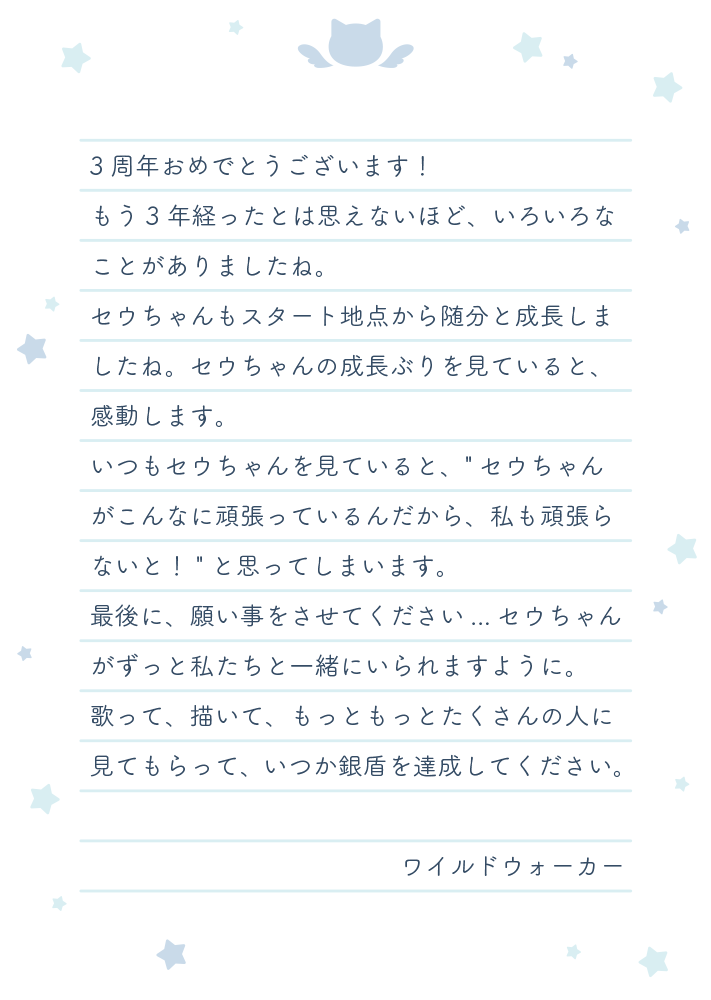 3周年おめでとうございます！
もう3年経ったとは思えないほど、いろいろな
ことがありましたね。
セウちゃんもスタート地点から随分と成長しま
したね。セウちゃんの成長ぶりを見ていると、
感動します。
いつもセウちゃんを見ていると、" セウちゃん
がこんなに頑張っているんだから、私も頑張ら
ないと！ " と思ってしまいます。
最後に、願い事をさせてください ... セウちゃん
がずっと私たちと一緒にいられますように。
歌って、描いて、もっともっとたくさんの人に
見てもらって、いつか銀盾を達成してください。
ワイルドウォーカー